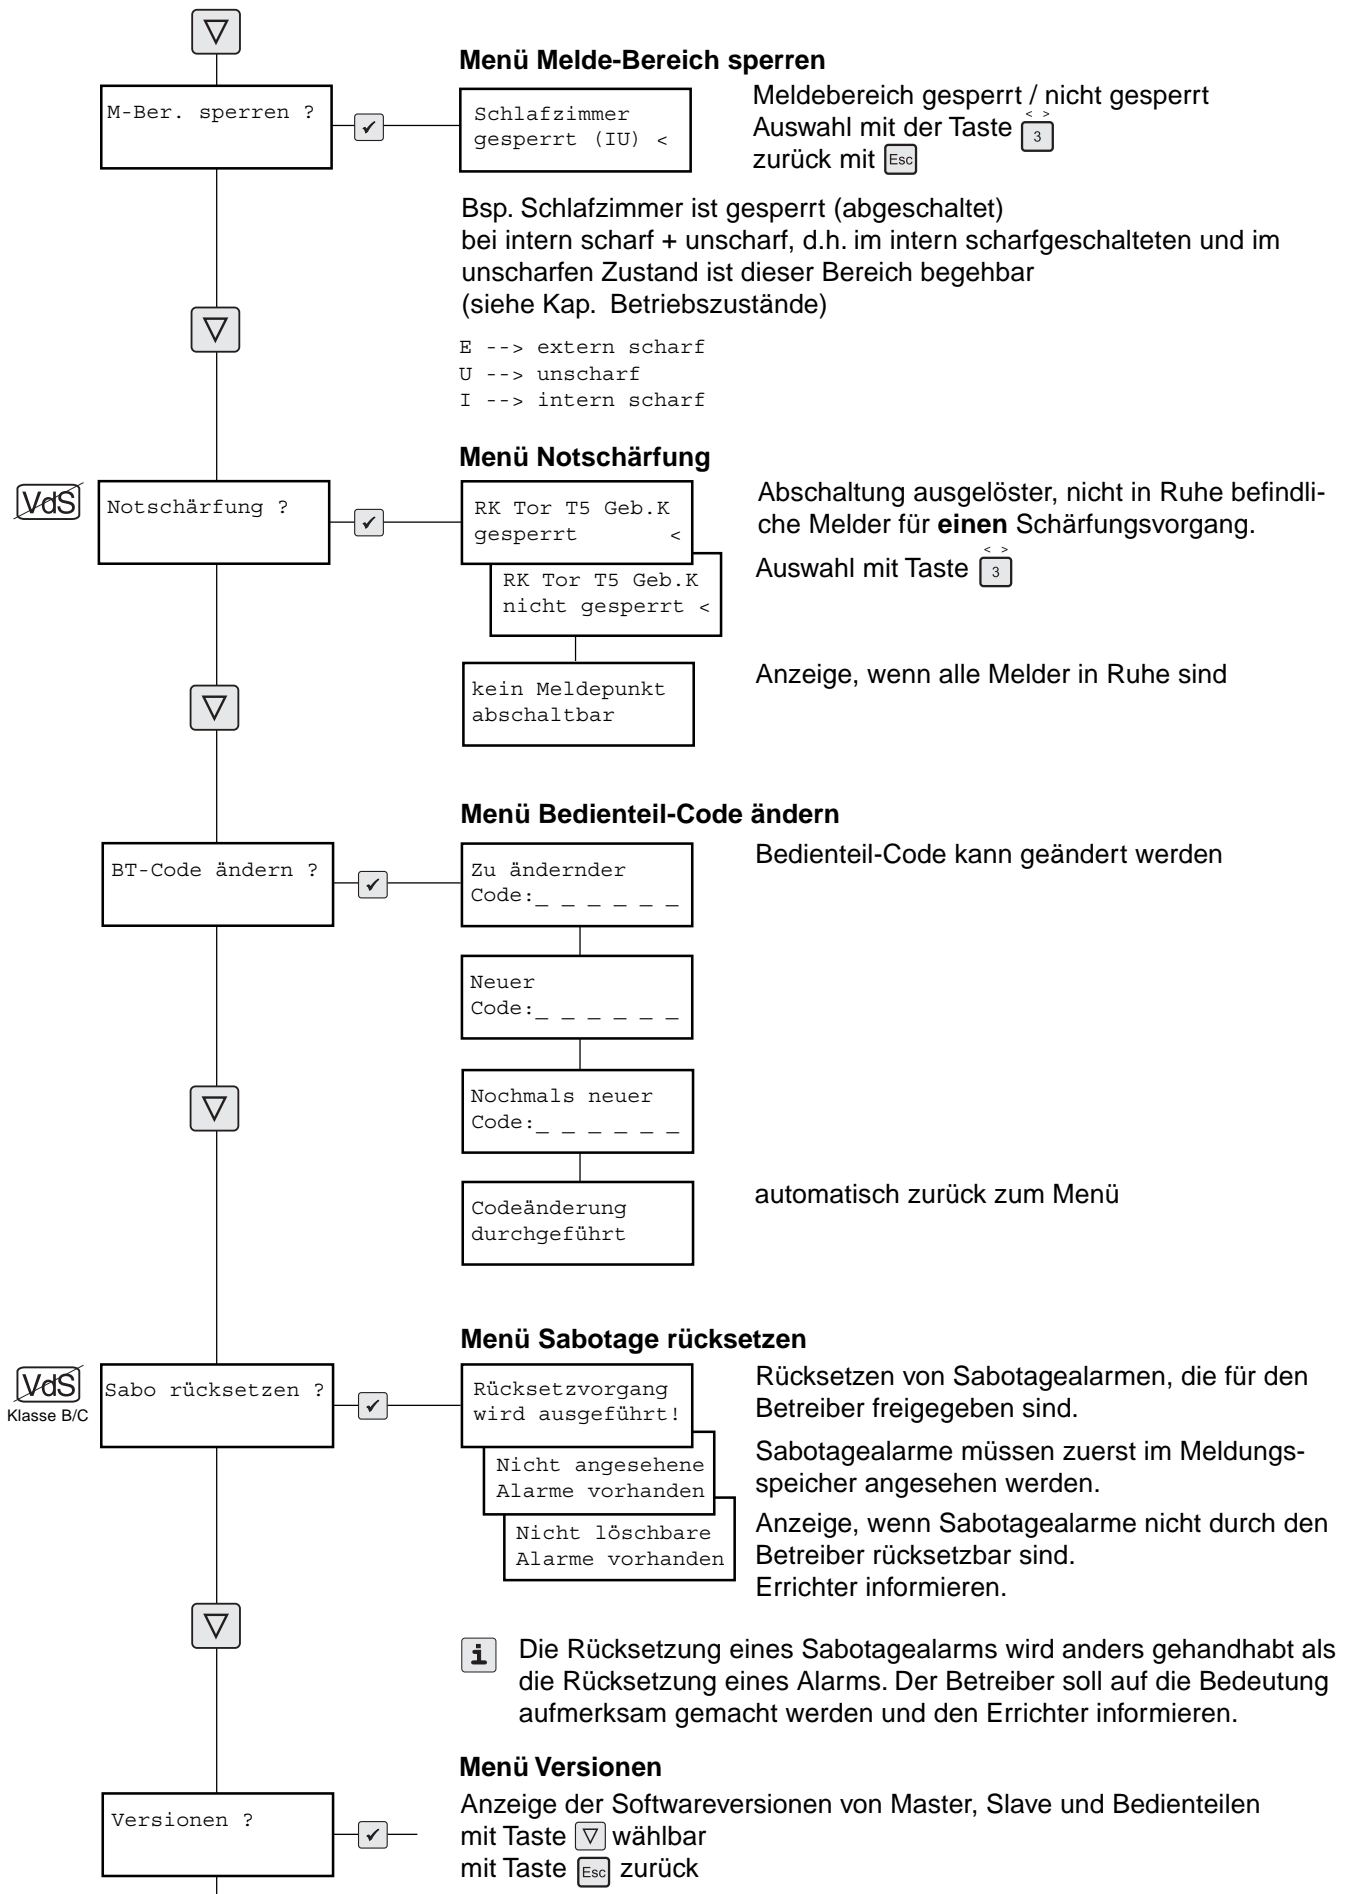 Menü Melde-Bereich sperren
M-Ber. sperren ?
Schlafzimmer
gesperrt (IU) <
Meldebereich gesperrt / nicht gesperrt
Auswahl mit der Taste < > 3
zurück mit Esc
Bsp. Schlafzimmer ist gesperrt (abgeschaltet)
bei intern scharf + unscharf, d.h. im intern scharfgeschalteten und im
unscharfen Zustand ist dieser Bereich begehbar
(siehe Kap. Betriebszustände)
E --> extern scharf
U --> unscharf
I --> intern scharf
Menü Notschärfung
VdS
Notschärfung ?
RK Tor T5 Geb.K
gesperrt <
RK Tor T5 Geb.K
nicht gesperrt <
Abschaltung ausgelöster, nicht in Ruhe befindli-
che Melder für einen Schärfungsvorgang.
Auswahl mit Taste < > 3
kein Meldepunkt
abschaltbar
Anzeige, wenn alle Melder in Ruhe sind
Menü Bedienteil-Code ändern
BT-Code ändern ?
Zu ändernder
Code:_ _ _ _ _ _
Bedienteil-Code kann geändert werden
Neuer
Code:_ _ _ _ _ _
Nochmals neuer
Code:_ _ _ _ _ _
Codeänderung
durchgeführt
automatisch zurück zum Menü
Menü Sabotage rücksetzen
VdS
Klasse B/C
Sabo rücksetzen ?
Rücksetzvorgang
wird ausgeführt!
Rücksetzen von Sabotagealarmen, die für den
Betreiber freigegeben sind.
Nicht angesehene
Alarme vorhanden
Sabotagealarme müssen zuerst im Meldungs-
speicher angesehen werden.
Nicht löschbare
Alarme vorhanden
Anzeige, wenn Sabotagealarme nicht durch den
Betreiber rücksetzbar sind.
Errichter informieren.
i Die Rücksetzung eines Sabotagealarms wird anders gehandhabt als
die Rücksetzung eines Alarms. Der Betreiber soll auf die Bedeutung
aufmerksam gemacht werden und den Errichter informieren.
Menü Versionen
Versionen ?
Anzeige der Softwareversionen von Master, Slave und Bedienteilen
mit Taste ▽ wählbar
mit Taste Esc zurück